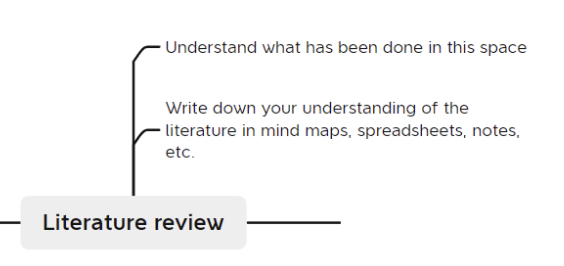 Understand what has been done in this space
Write down your understanding of the
literature in mind maps, spreadsheets, notes,
etc.
Literature review